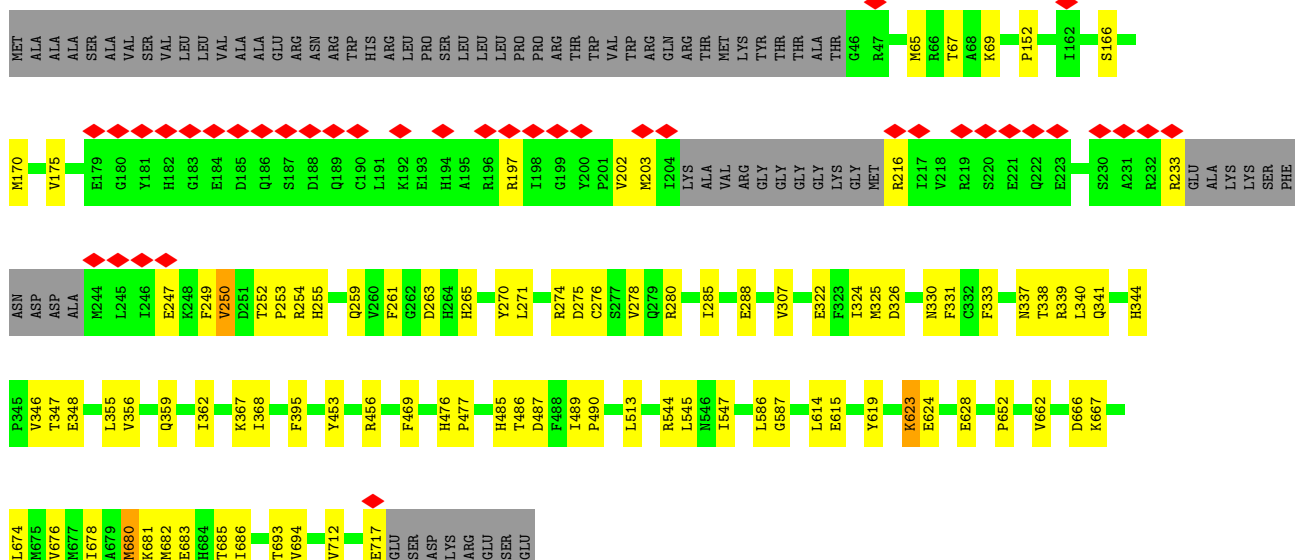 MET ALA ALA ALA SER ALA VAL SER VAL LEU LEU VAL ALA ALA GLU ARG ASN ARG TRP HIS ARG LEU PRO SER LEU LEU LEU PRO PRO ARG THR TRP VAL TRP ARG GLN ARG THR MET LYS TYR THR THR ALA THR G46 R47 M65 R66 T67 A68 K69 P152 I162 S166
M170 V175 E179 G180 Y181 H182 G183 E184 D185 Q186 S187 D188 Q189 C190 L191 K192 E193 H194 A195 R196 R197 I198 G199 Y200 P201 V202 M203 I204 LYS ALA VAL ARG GLY GLY GLY GLY LYS GLY MET R216 I217 V218 R219 S220 E221 Q222 E223 S230 A231 R232 R233 GLU ALA LYS LYS SER PHE
ASN ASP ASP ALA M244 L245 I246 E247 K248 F249 V250 D251 T252 P253 R254 H255 Q259 V260 F261 G262 D263 H264 H265 Y270 L271 R274 D275 C276 S277 V278 Q279 R280 I285 E288 V307 E322 F323 I324 M325 D326 N330 F331 C332 F333 N337 T338 R339 L340 Q341 H344
P345 V346 T347 E348 L355 V356 Q359 I362 K367 I368 F395 Y453 R456 F469 H476 P477 H485 T486 D487 F488 I489 P490 L513 R544 L545 N546 I547 L586 G587 L614 E615 Y619 K623 E624 E628 P652 V662 D666 K667
L674 M675 V676 M677 I678 A679 M680 K681 M682 E683 H684 T685 I686 T693 V694 V712 E717 GLU SER ASP LYS ARG GLU SER GLU